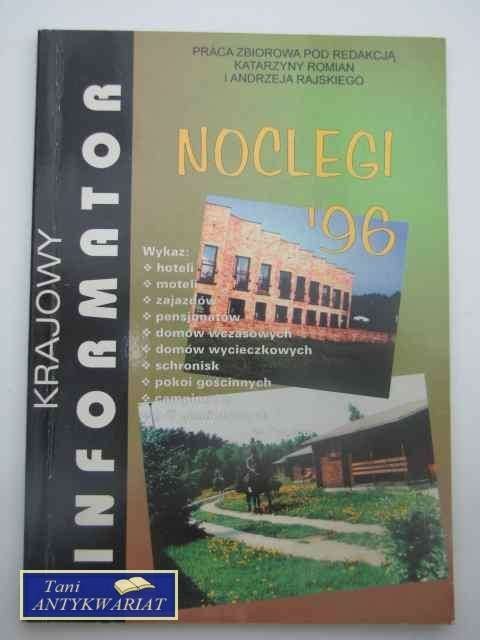 PRACA ZBIOROWA POD REDAKCJĄ
KATARZYNY ROMIAN
I ANDRZEJA RAJSKIEGO
KRAJOWY
INFORMATOR
NOCLEGI
'96
Wykaz:
❖ hoteli
❖ moteli
❖ zajazdów
❖ pensjonatów
❖ domów wczasowych
❖ domów wycieczkowych
❖ schronisk
❖ pokoi gościnnych
❖ campingów
Tani
ANTYKWARIAT